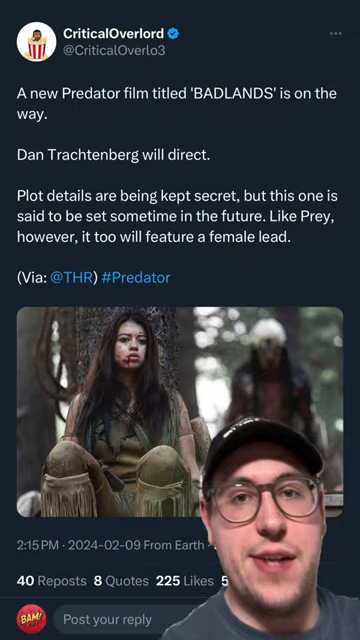 CriticalOverlord
@CriticalOverlo3
A new Predator film titled 'BADLANDS' is on the
way.
Dan Trachtenberg will direct.
Plot details are being kept secret, but this one is
said to be set sometime in the future. Like Prey,
however, it too will feature a female lead.
(Via: @THR) #Predator
2:15 PM · 2024-02-09 From Earth ·
40 Reposts 8 Quotes 225 Likes 5
BAM!
Post your reply